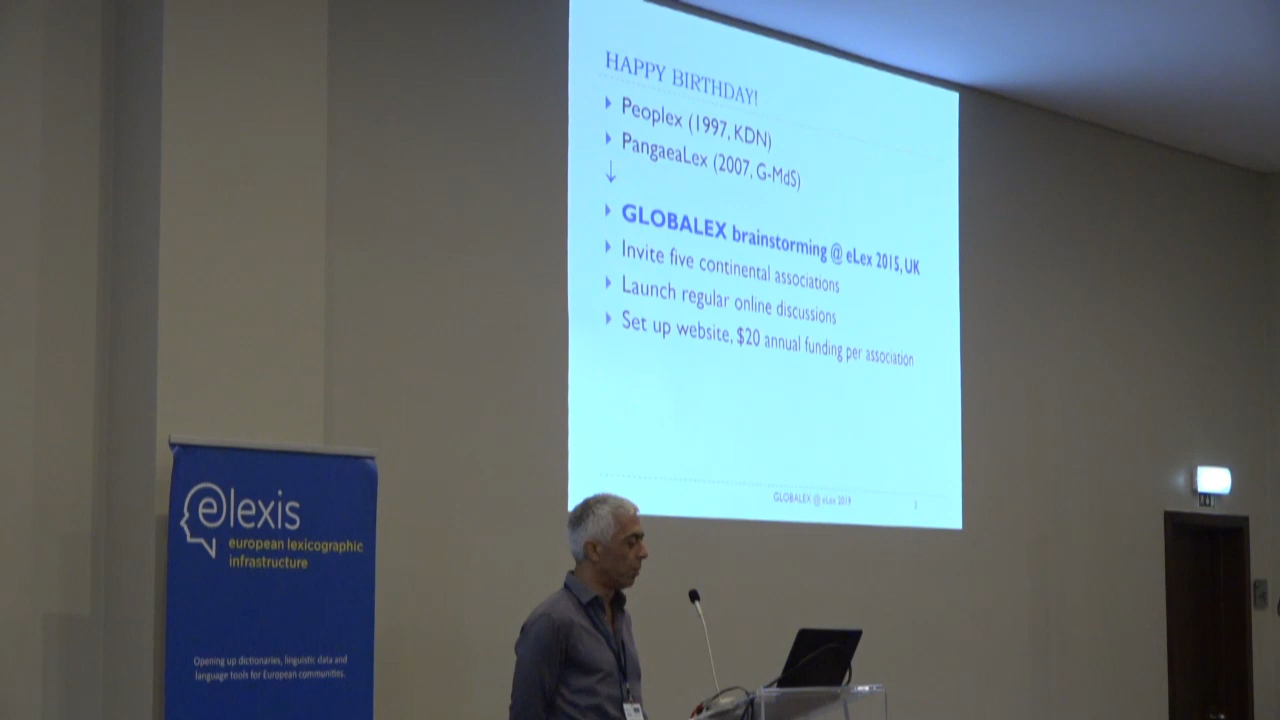 HAPPY BIRTHDAY!
Peoplex (1997, KDN)
PangaeaLex (2007, G-MdS)
↓
GLOBALEX brainstorming @ eLex 2015, UK
Invite five continental associations
Launch regular online discussions
Set up website, $20 annual funding per association
GLOBALEX @ eLex 2019
elexis
european lexicographic
infrastructure
Opening up dictionaries, linguistic data and
language tools for European communities.